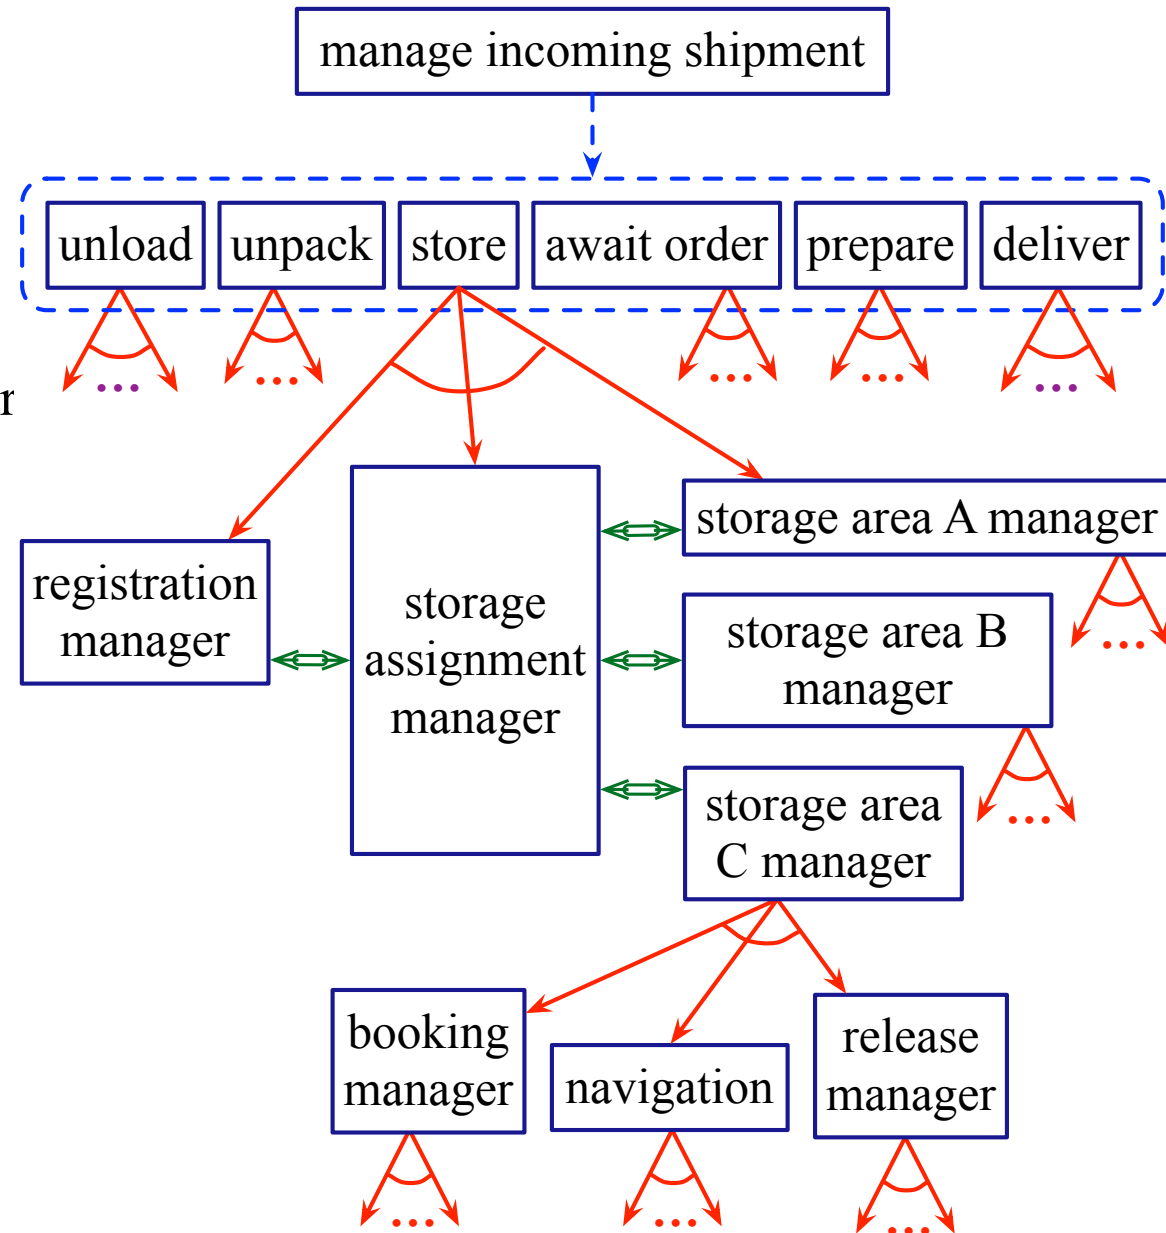 manage incoming shipment
unload
unpack
store
await order
prepare
deliver
...
...
...
...
...
r
storage area A manager
registration
manager
storage
assignment
manager
storage area B
manager
...
...
storage area
C manager
booking
manager
navigation
release
manager
...
...
...